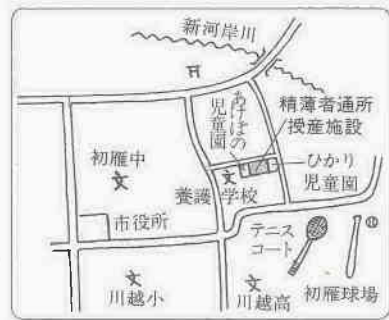 新河岸川
あけぼの
児童園
精薄者通所
授産施設
ひかり
児童園
初雁中
養護学校
市役所
テニス
コート
川越小
川越高
初雁球場